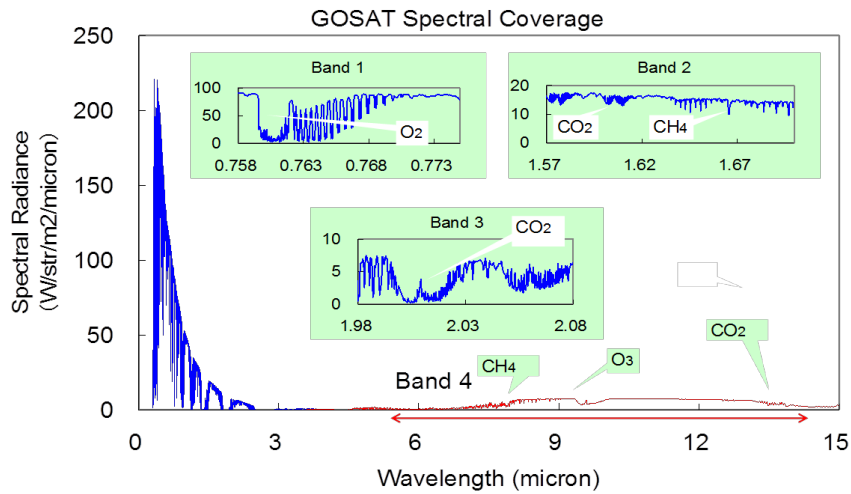 GOSAT Spectral Coverage
Spectral Radiance
(W/str/m2/micron)
250
200
150
100
50
0
Band 1
100
50
0
O2
0.758 0.763 0.768 0.773
Band 2
20
10
0
CO2 CH4
1.57 1.62 1.67
Band 3
10
5
0
CO2
1.98 2.03 2.08
Band 4
CH4
O3
CO2
0 3 6 9 12 15
Wavelength (micron)